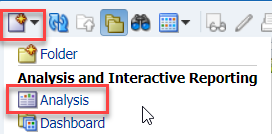 Folder
Analysis and Interactive Reporting
Analysis
Dashboard